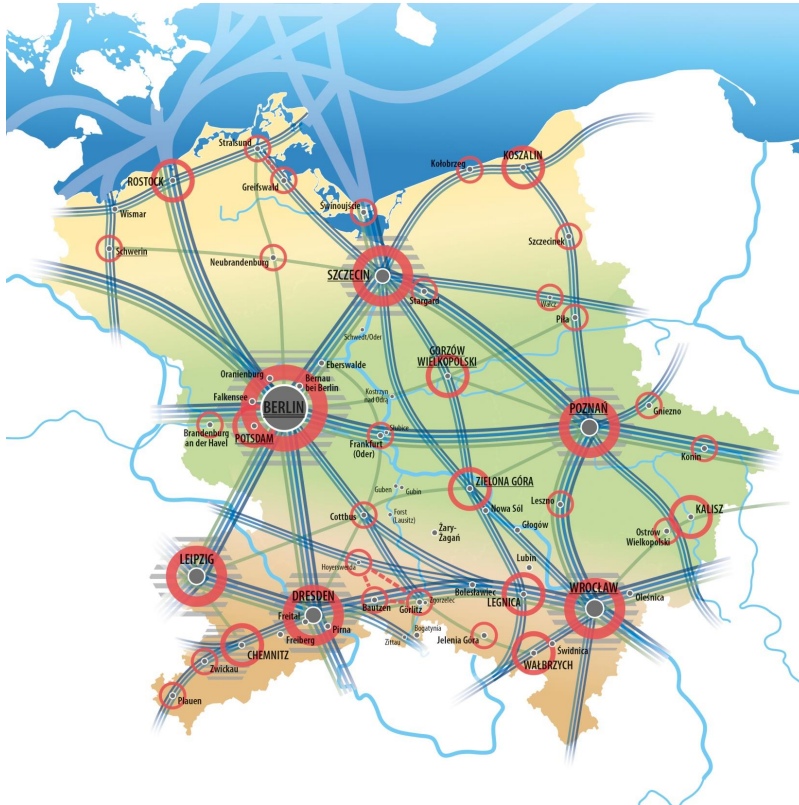 Stralsund
ROSTOCK
Greifswald
Wismar
Świnoujście
Kołobrzeg
KOSZALIN
Schwerin
Neubrandenburg
Szczecinek
SZCZECIN
Stargard
Wałcz
Piła
Schwedt/Oder
Eberswalde
Oranienburg
Bernau
bei Berlin
GORZÓW
WIELKOPOLSKI
Falkensee
BERLIN
Kostrzyn
nad Odrą
POZNAŃ
Gniezno
Brandenburg
an der Havel
POTSDAM
Słubice
Frankfurt
(Oder)
Konin
ZIELONA GÓRA
Guben
Gubin
Nowa Sól
Leszno
KALISZ
Cottbus
Forst
(Lausitz)
Żary-
Żagań
Głogów
Ostrów
Wielkopolski
LEIPZIG
Hoyerswerda
Lubin
Bolesławiec
WROCŁAW
Oleśnica
DRESDEN
Bautzen
Görlitz
Zgorzelec
LEGNICA
Freital
Pirna
Freiberg
Bogatynia
Zittau
Jelenia Góra
Świdnica
WAŁBRZYCH
CHEMNITZ
Zwickau
Plauen